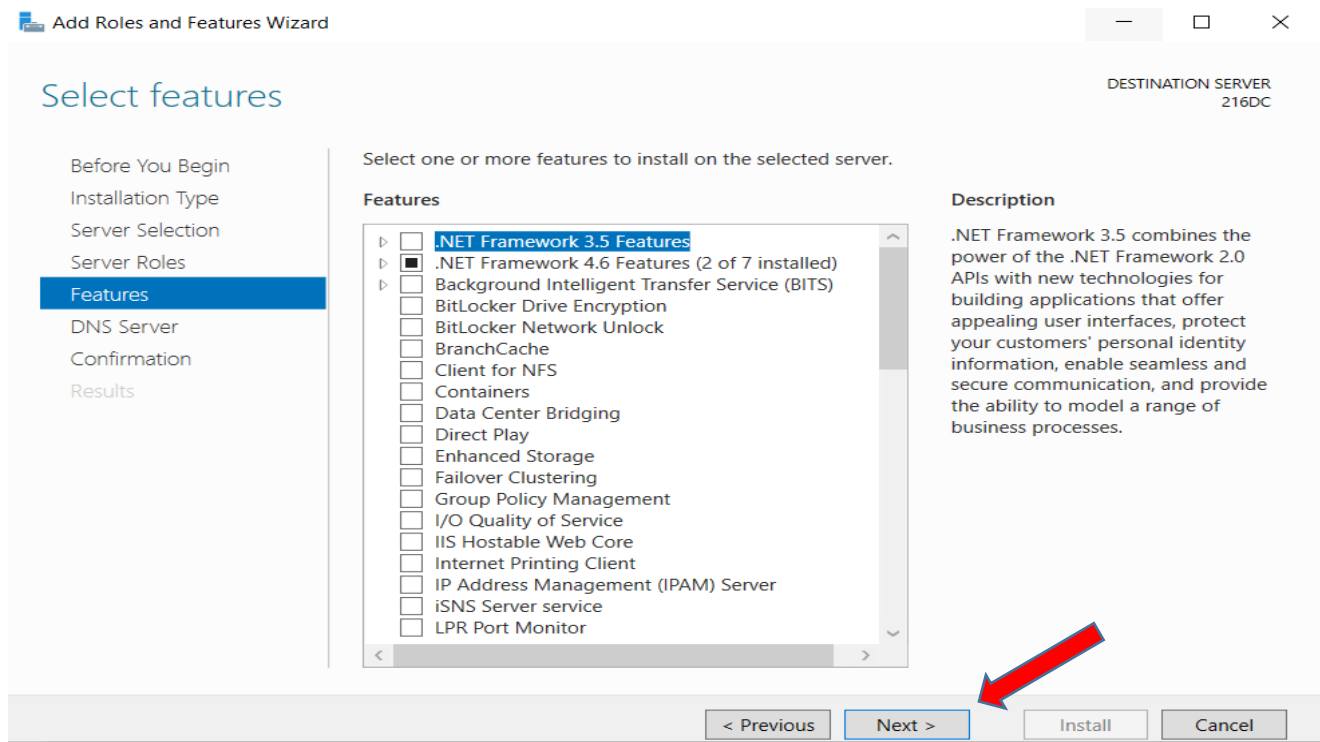 Add Roles and Features Wizard
Select features
DESTINATION SERVER
216DC
Before You Begin
Installation Type
Server Selection
Server Roles
Features
DNS Server
Confirmation
Results
Select one or more features to install on the selected server.
Features
.NET Framework 3.5 Features
.NET Framework 4.6 Features (2 of 7 installed)
Background Intelligent Transfer Service (BITS)
BitLocker Drive Encryption
BitLocker Network Unlock
BranchCache
Client for NFS
Containers
Data Center Bridging
Direct Play
Enhanced Storage
Failover Clustering
Group Policy Management
I/O Quality of Service
IIS Hostable Web Core
Internet Printing Client
IP Address Management (IPAM) Server
iSNS Server service
LPR Port Monitor
Description
.NET Framework 3.5 combines the
power of the .NET Framework 2.0
APIs with new technologies for
building applications that offer
appealing user interfaces, protect
your customers' personal identity
information, enable seamless and
secure communication, and provide
the ability to model a range of
business processes.
< Previous
Next >
Install
Cancel